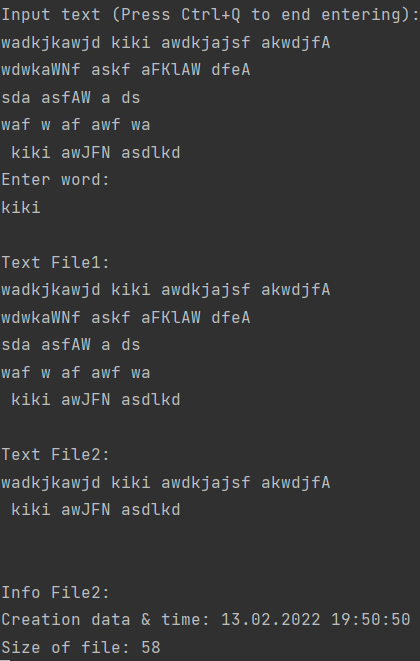 Input text (Press Ctrl+Q to end entering):
wadkjkawjd kiki awdkjajsf akwdjfA
wdwkaWNf askf aFKlAW dfeA
sda asfAW a ds
waf w af awf wa
 kiki awJFN asdlkd
Enter word:
kiki

Text File1:
wadkjkawjd kiki awdkjajsf akwdjfA
wdwkaWNf askf aFKlAW dfeA
sda asfAW a ds
waf w af awf wa
 kiki awJFN asdlkd

Text File2:
wadkjkawjd kiki awdkjajsf akwdjfA
 kiki awJFN asdlkd


Info File2:
Creation data & time: 13.02.2022 19:50:50
Size of file: 58